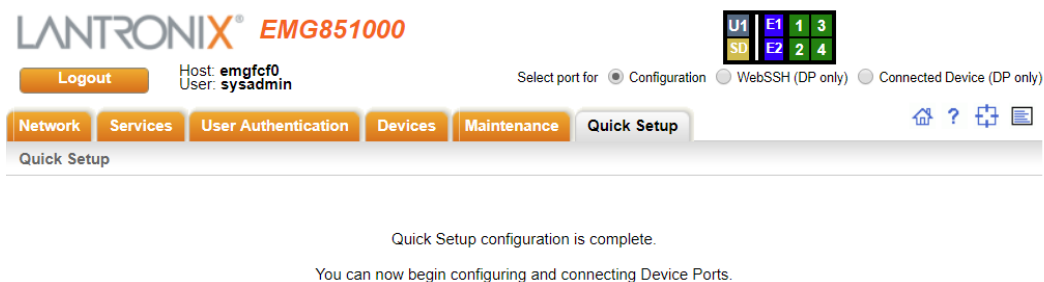 LANTRONIX® EMG851000
U1 E1 1 3
SD E2 2 4
Logout
Host: emgfcf0
User: sysadmin
Select port for Configuration WebSSH (DP only) Connected Device (DP only)
Network Services User Authentication Devices Maintenance Quick Setup
?
Quick Setup
Quick Setup configuration is complete.
You can now begin configuring and connecting Device Ports.